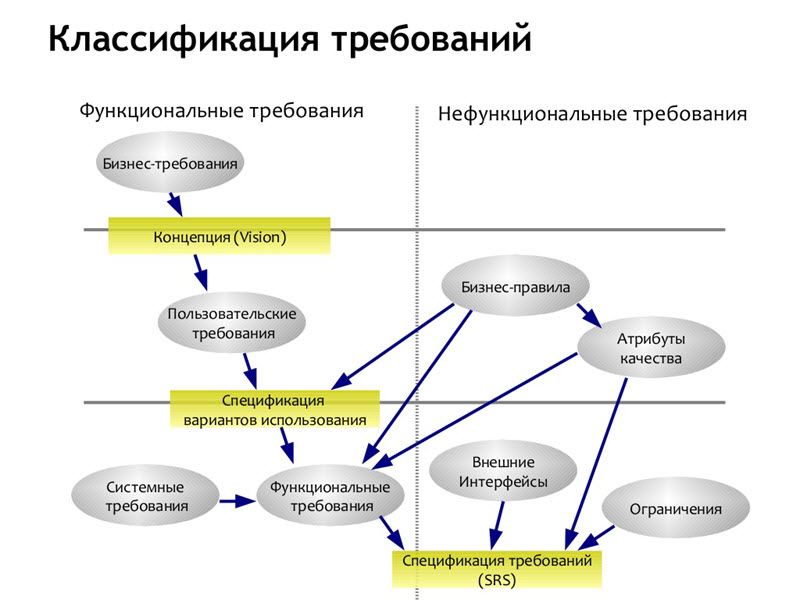 Классификация требований
Функциональные требования
Нефункциональные требования
Бизнес-требования
Концепция (Vision)
Бизнес-правила
Пользовательские
требования
Атрибуты
качества
Спецификация
вариантов использования
Внешние
Интерфейсы
Системные
требования
Функциональные
требования
Ограничения
Спецификация требований
(SRS)